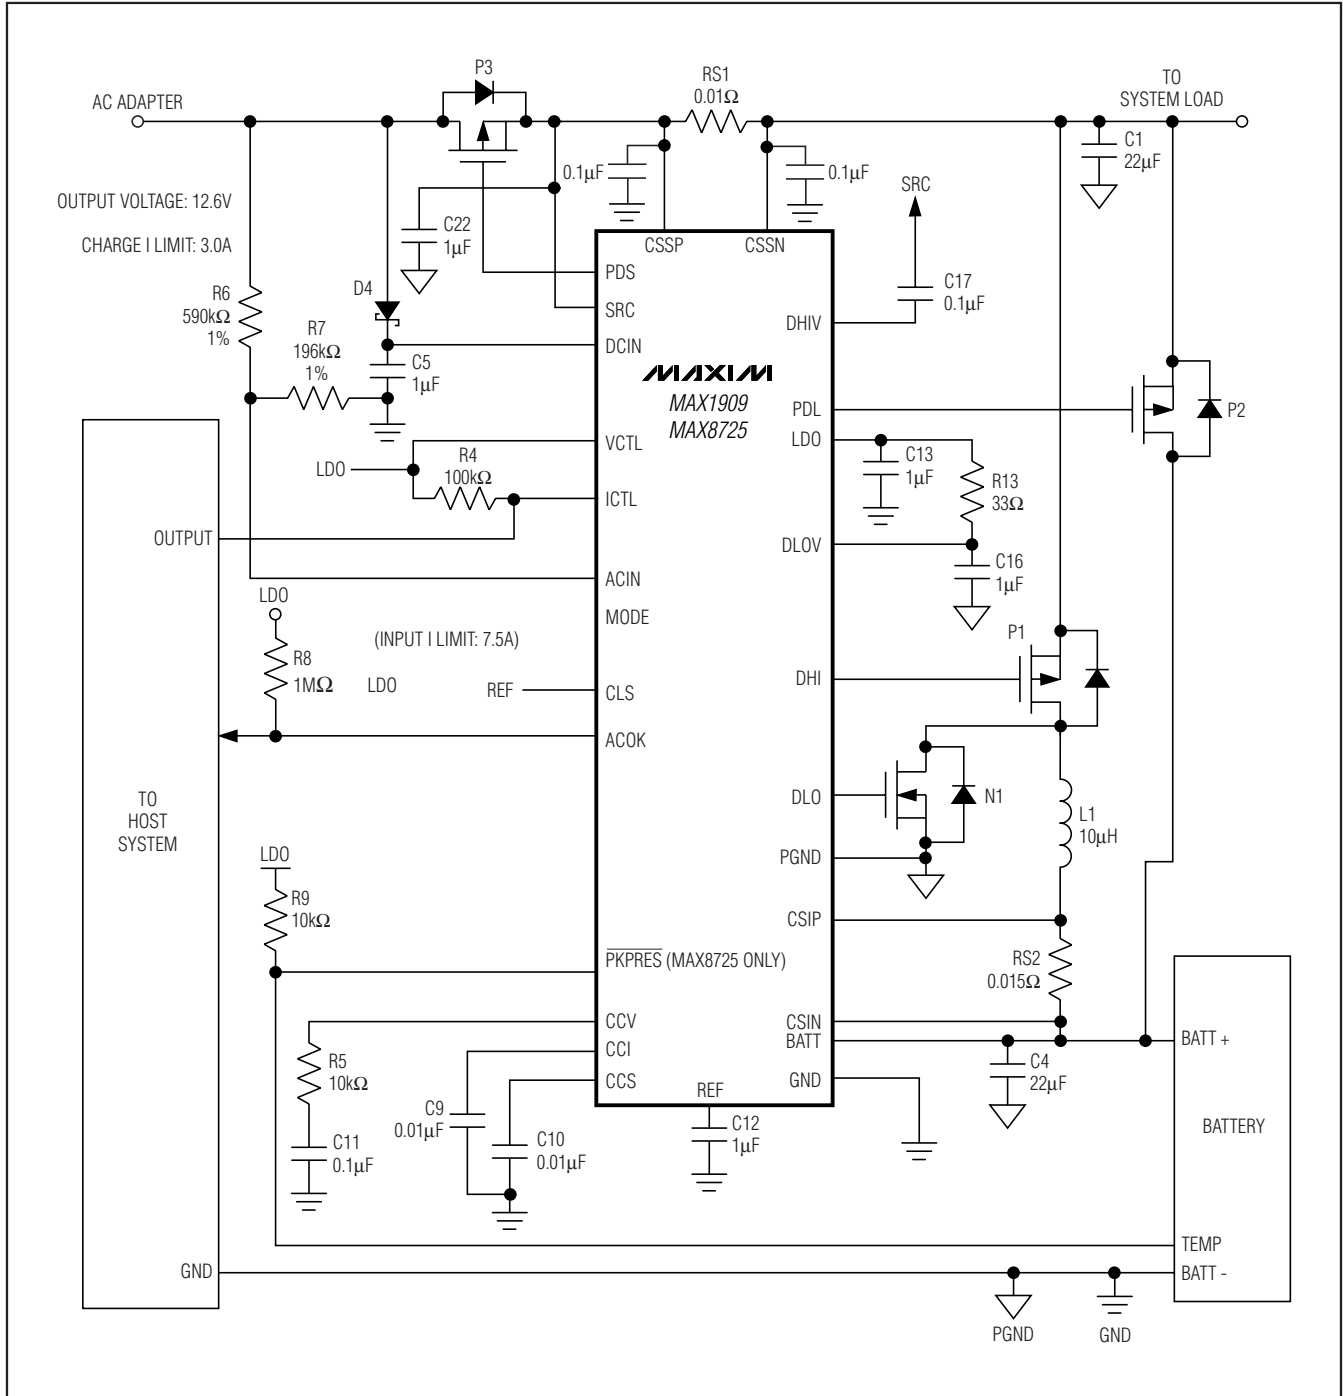 P3
RS1
0.01Ω
TO
SYSTEM LOAD
AC ADAPTER
C1
22µF
0.1µF
0.1µF
SRC
OUTPUT VOLTAGE: 12.6V
CHARGE I LIMIT: 3.0A
C22
1µF
CSSP
CSSN
PDS
C17
0.1µF
D4
R6
590kΩ
1%
SRC
DHIV
R7
196kΩ
1%
DCIN
C5
1µF
MAXIM
MAX1909
MAX8725
PDL
P2
LDO
VCTL
LDO
R4
100kΩ
C13
1µF
R13
33Ω
ICTL
OUTPUT
DLOV
C16
1µF
ACIN
LDO
MODE
P1
(INPUT I LIMIT: 7.5A)
R8
1MΩ
LDO
REF
CLS
DHI
ACOK
TO
HOST
SYSTEM
DLO
N1
L1
10µH
PGND
LDO
R9
10kΩ
CSIP
PKPRES (MAX8725 ONLY)
RS2
0.015Ω
CCV
CSIN
BATT
BATT +
CCI
R5
10kΩ
CCS
GND
C4
22µF
REF
C9
0.01µF
C10
0.01µF
C12
1µF
BATTERY
C11
0.1µF
TEMP
GND
BATT -
PGND
GND